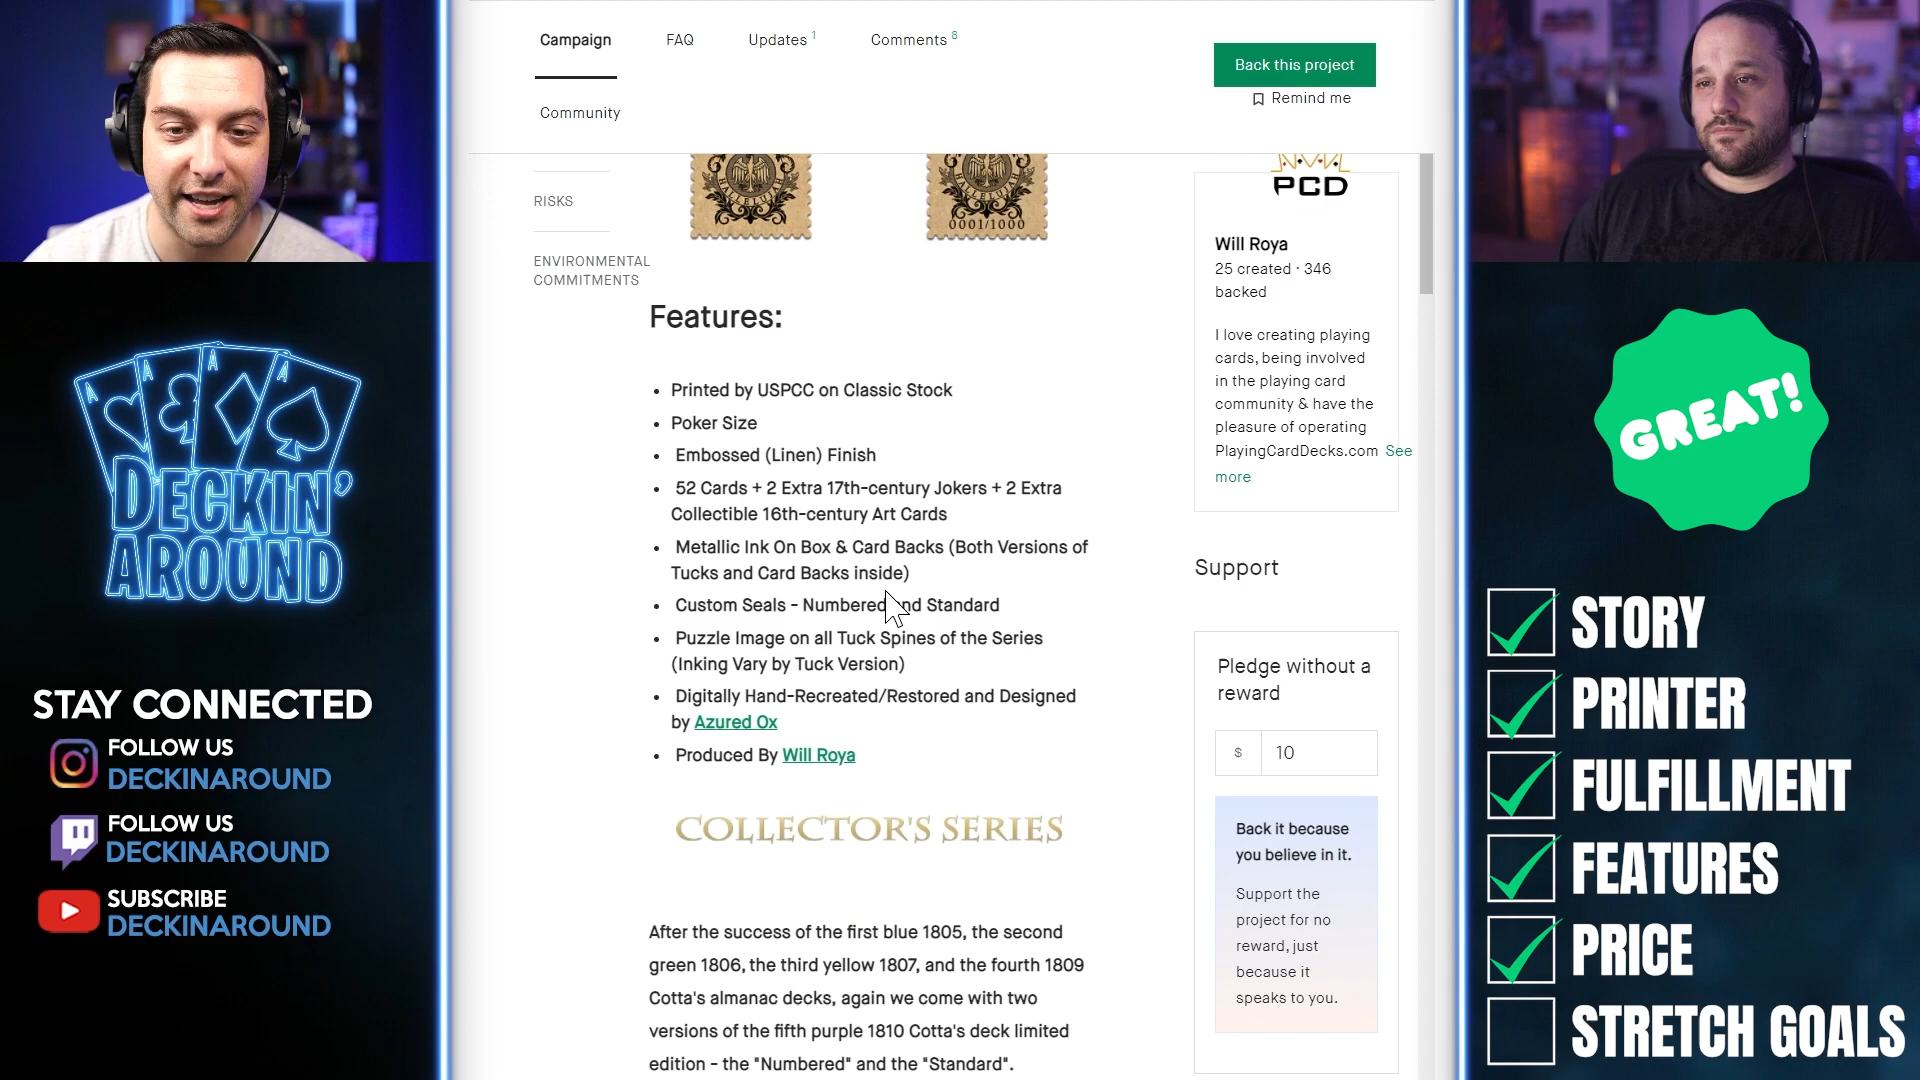 Campaign
FAQ
Updates 1
Comments 8
Back this project
Remind me
Community
RISKS
ENVIRONMENTAL
COMMITMENTS
HALLELUJAH
HALLELUJAH
0001/1000
PCD
Will Roya
25 created · 346
backed
I love creating playing
cards, being involved
in the playing card
community & have the
pleasure of operating
PlayingCardDecks.com See
more
Features:
• Printed by USPCC on Classic Stock
• Poker Size
• Embossed (Linen) Finish
• 52 Cards + 2 Extra 17th-century Jokers + 2 Extra
Collectible 16th-century Art Cards
• Metallic Ink On Box & Card Backs (Both Versions of
Tucks and Card Backs inside)
• Custom Seals - Numbered and Standard
• Puzzle Image on all Tuck Spines of the Series
(Inking Vary by Tuck Version)
• Digitally Hand-Recreated/Restored and Designed
by Azured Ox
• Produced By Will Roya
COLLECTOR'S SERIES
After the success of the first blue 1805, the second
green 1806, the third yellow 1807, and the fourth 1809
Cotta's almanac decks, again we come with two
versions of the fifth purple 1810 Cotta's deck limited
edition - the "Numbered" and the "Standard".
Support
Pledge without a
reward
$ 10
Back it because
you believe in it.
Support the
project for no
reward, just
because it
speaks to you.
A A A A
DECKIN'
AROUND
STAY CONNECTED
FOLLOW US
DECKINAROUND
FOLLOW US
DECKINAROUND
SUBSCRIBE
DECKINAROUND
GREAT!
STORY
PRINTER
FULFILLMENT
FEATURES
PRICE
STRETCH GOALS